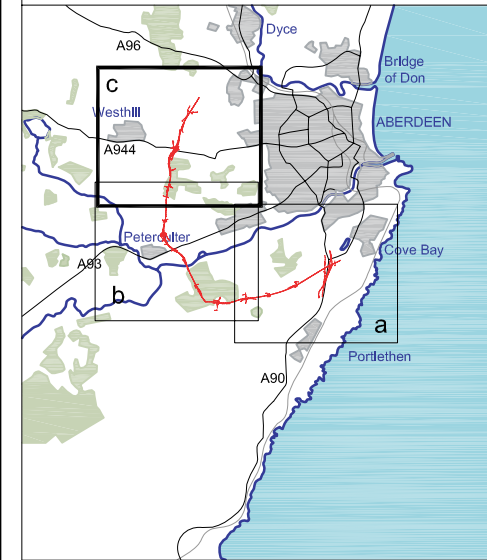 A96
Dyce
Bridge
of Don
c
Westhill
ABERDEEN
A944
Peterculter
Cove Bay
A93
b
a
Portlethen
A90